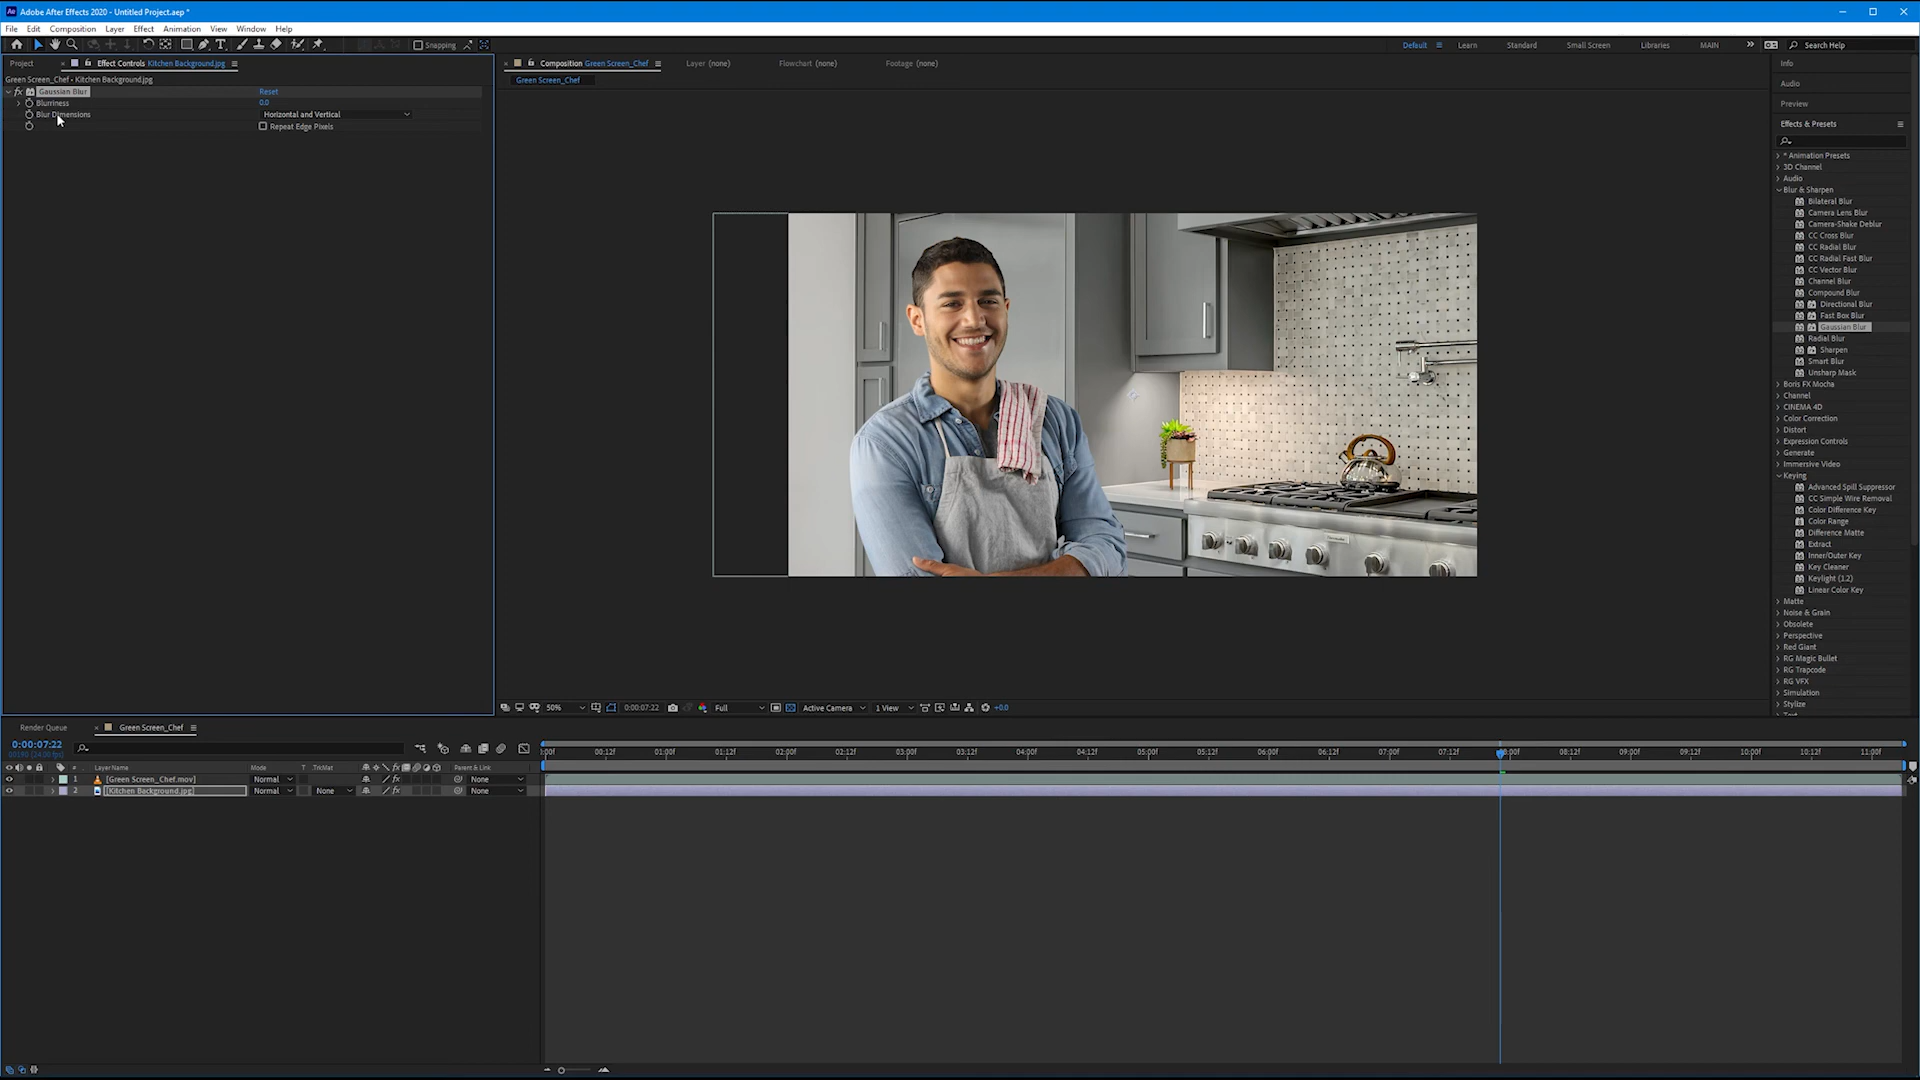 Adobe After Effects 2020 - Untitled Project.aep *
File Edit Composition Layer Effect Animation View Window Help
Snapping
Default Learn Standard Small Screen Libraries MAIN Search Help
Project Effect Controls Kitchen Background.jpg
Green Screen_Chef • Kitchen Background.jpg
fx Gaussian Blur Reset
Blurriness 0.0
Blur Dimensions Horizontal and Vertical
Repeat Edge Pixels
Composition Green Screen_Chef Layer (none) Flowchart (none) Footage (none)
Green Screen_Chef
50% 0:00:07:22 Full Active Camera 1 View +0.0
Info
Audio
Preview
Effects & Presets
* Animation Presets
3D Channel
Audio
Blur & Sharpen
Bilateral Blur
Camera Lens Blur
Camera-Shake Deblur
CC Cross Blur
CC Radial Blur
CC Radial Fast Blur
CC Vector Blur
Channel Blur
Compound Blur
Directional Blur
Fast Box Blur
Gaussian Blur
Radial Blur
Sharpen
Smart Blur
Unsharp Mask
Boris FX Mocha
Channel
CINEMA 4D
Color Correction
Distort
Expression Controls
Generate
Immersive Video
Keying
Advanced Spill Suppressor
CC Simple Wire Removal
Color Difference Key
Color Range
Difference Matte
Extract
Inner/Outer Key
Key Cleaner
Keylight (1.2)
Linear Color Key
Matte
Noise & Grain
Obsolete
Perspective
Red Giant
RG Magic Bullet
RG Trapcode
RG VFX
Simulation
Stylize
Text
Render Queue Green Screen_Chef
0:00:07:22
# Layer Name Mode T TrkMat Parent & Link
1 [Green Screen_Chef.mov] Normal None
2 [Kitchen Background.jpg] Normal None None
00:12f 01:00f 01:12f 02:00f 02:12f 03:00f 03:12f 04:00f 04:12f 05:00f 05:12f 06:00f 06:12f 07:00f 07:12f 08:12f 09:00f 09:12f 10:00f 10:12f 11:00f